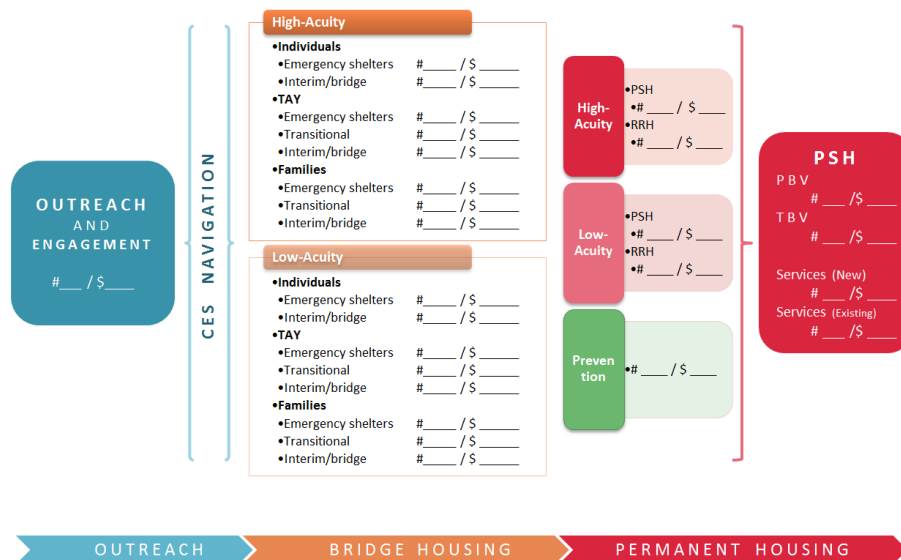 OUTREACH
AND
ENGAGEMENT
#___ / $____
CES NAVIGATION
High-Acuity
•Individuals
•Emergency shelters #_____ / $ ______
•Interim/bridge #_____ / $ ______
•TAY
•Emergency shelters #_____ / $ ______
•Transitional #_____ / $ ______
•Interim/bridge #_____ / $ ______
•Families
•Emergency shelters #_____ / $ ______
•Transitional #_____ / $ ______
•Interim/bridge #_____ / $ ______
Low-Acuity
•Individuals
•Emergency shelters #_____ / $ ______
•Interim/bridge #_____ / $ ______
•TAY
•Emergency shelters #_____ / $ ______
•Transitional #_____ / $ ______
•Interim/bridge #_____ / $ ______
•Families
•Emergency shelters #_____ / $ ______
•Transitional #_____ / $ ______
•Interim/bridge #_____ / $ ______
High-
Acuity
•PSH
•# ____ / $ ____
•RRH
•# ____ / $ ____
Low-
Acuity
•PSH
•# ____ / $ ____
•RRH
•# ____ / $ ____
Preven
tion
•# ____ / $ ____
PSH
PBV
# ___ /$ ____
TBV
# ___ /$ ____
Services (New)
# ___ /$ ____
Services (Existing)
# ___ /$ ____
OUTREACH
BRIDGE HOUSING
PERMANENT HOUSING